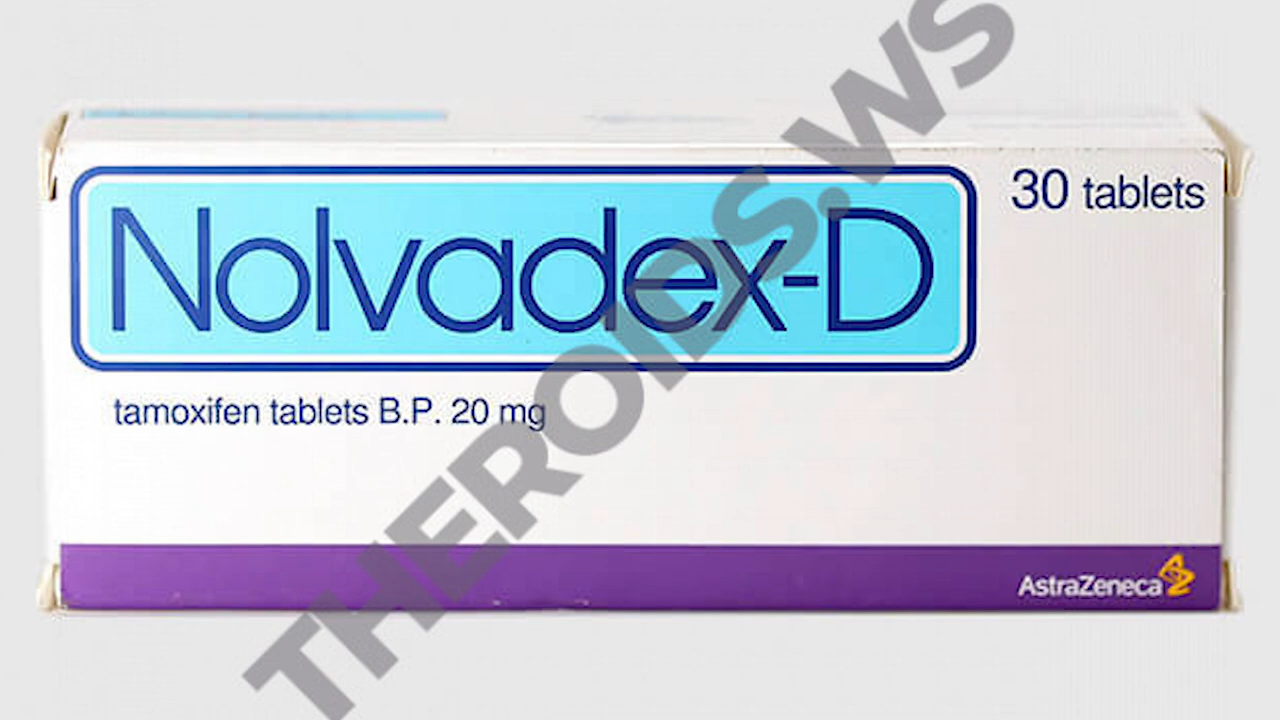 Nolvadex-D
30 tablets
tamoxifen tablets B.P. 20 mg
AstraZeneca
THEROIDS.WS